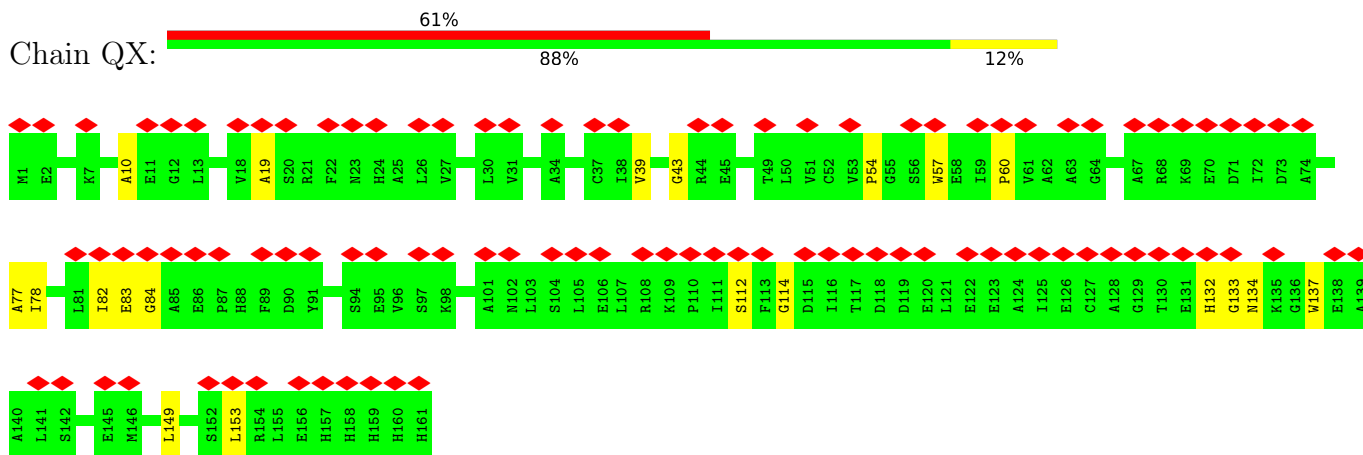 61%
Chain QX:
88% 12%
M1 E2 K7 A10 E11 G12 L13 V18 A19 S20 R21 F22 N23 H24 A25 L26 V27 L30 V31 A34 C37 I38 V39 G43 R44 E45 T49 L50 V51 C52 V53 P54 G55 S56 W57 E58 I59 P60 V61 A62 A63 G64 A67 R68 K69 E70 D71 I72 D73 A74
A77 I78 L81 I82 E83 G84 A85 E86 P87 H88 F89 D90 Y91 S94 E95 V96 S97 K98 A101 N102 L103 S104 L105 E106 L107 R108 K109 P110 I111 S112 F113 G114 D115 I116 T117 D118 D119 E120 L121 E122 E123 A124 I125 E126 C127 A128 G129 T130 E131 H132 G133 N134 K135 G136 W137 E138 A139
A140 L141 S142 E145 M146 L149 S152 L153 R154 L155 E156 H157 H158 H159 H160 H161